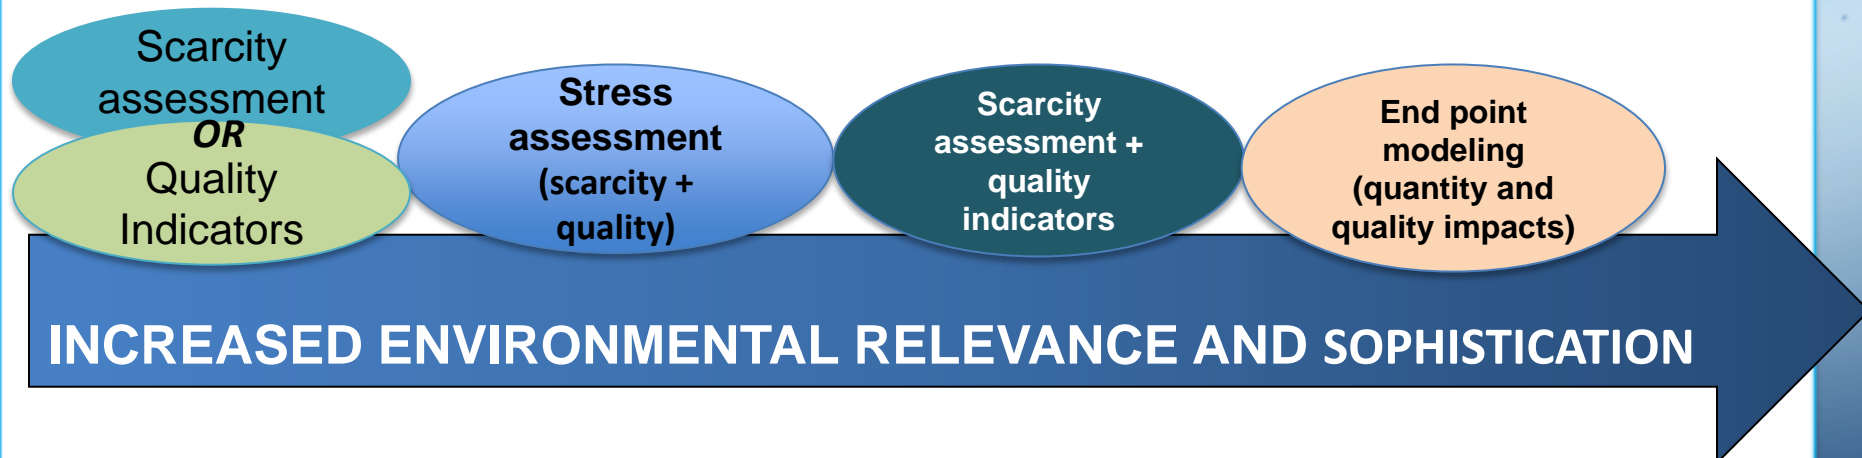 Scarcity
assessment
OR
Quality
Indicators
Stress
assessment
(scarcity +
quality)
Scarcity
assessment +
quality
indicators
End point
modeling
(quantity and
quality impacts)
INCREASED ENVIRONMENTAL RELEVANCE AND SOPHISTICATION